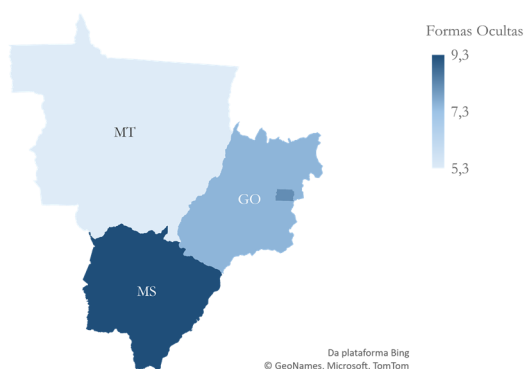 Formas Ocultas
9,3
7,3
5,3
MT
GO
MS
Da plataforma Bing
© GeoNames, Microsoft, TomTom